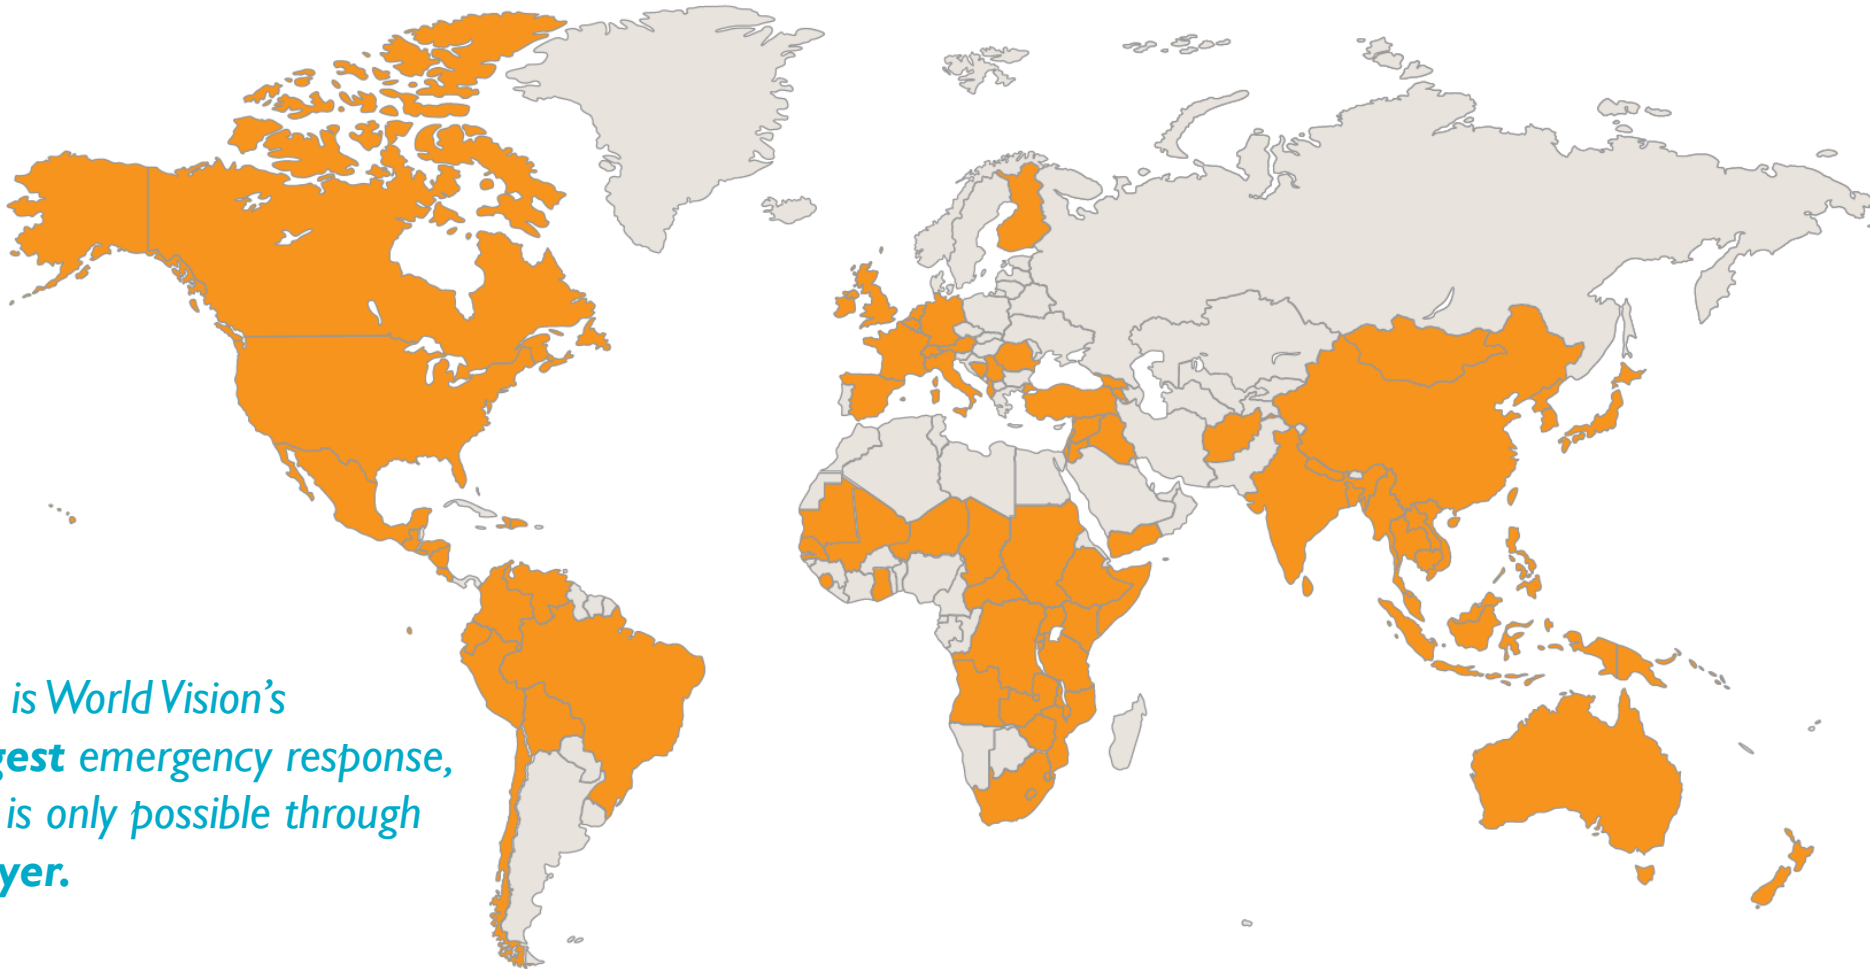 is World Vision's
gest emergency response,
is only possible through
yer.